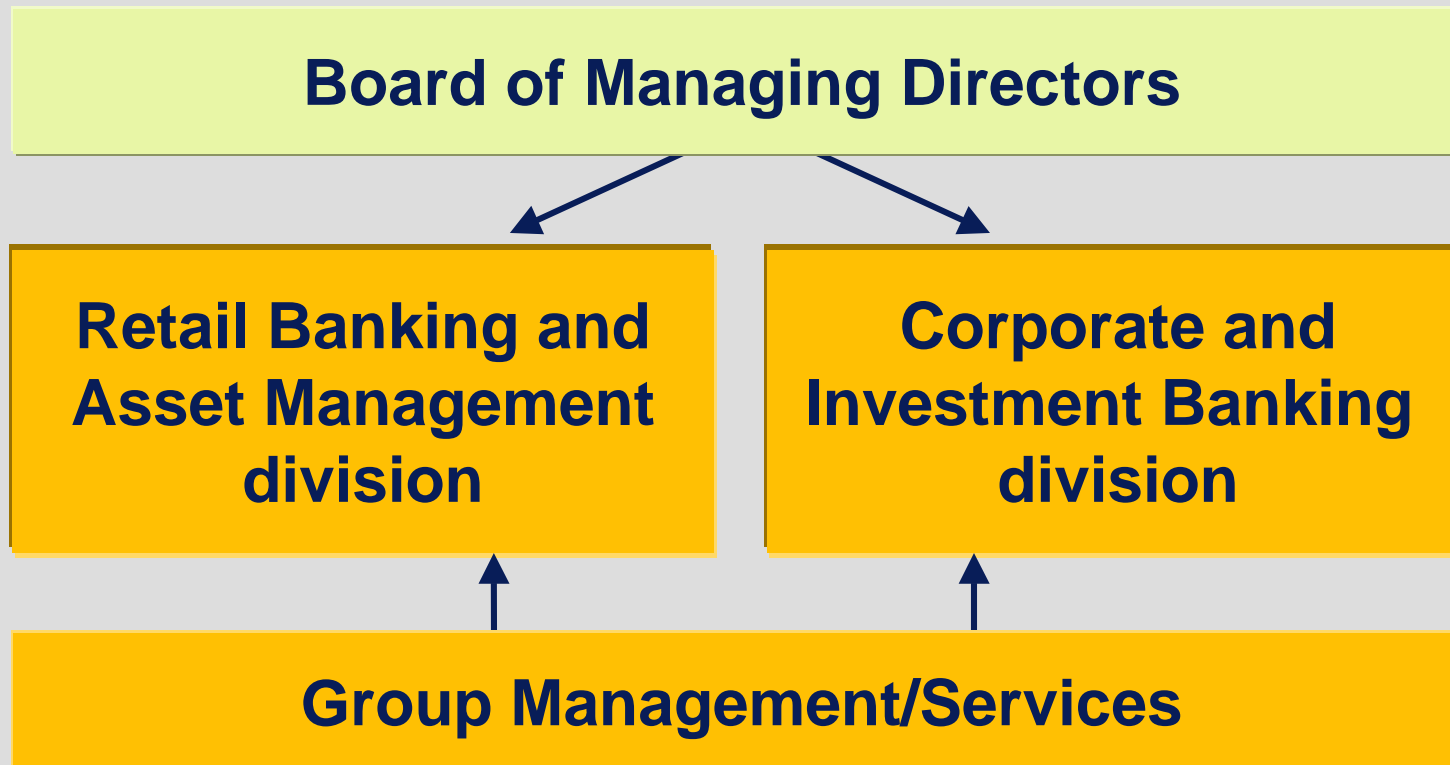 Board of Managing Directors
Retail Banking and
Asset Management
division
Corporate and
Investment Banking
division
Group Management/Services